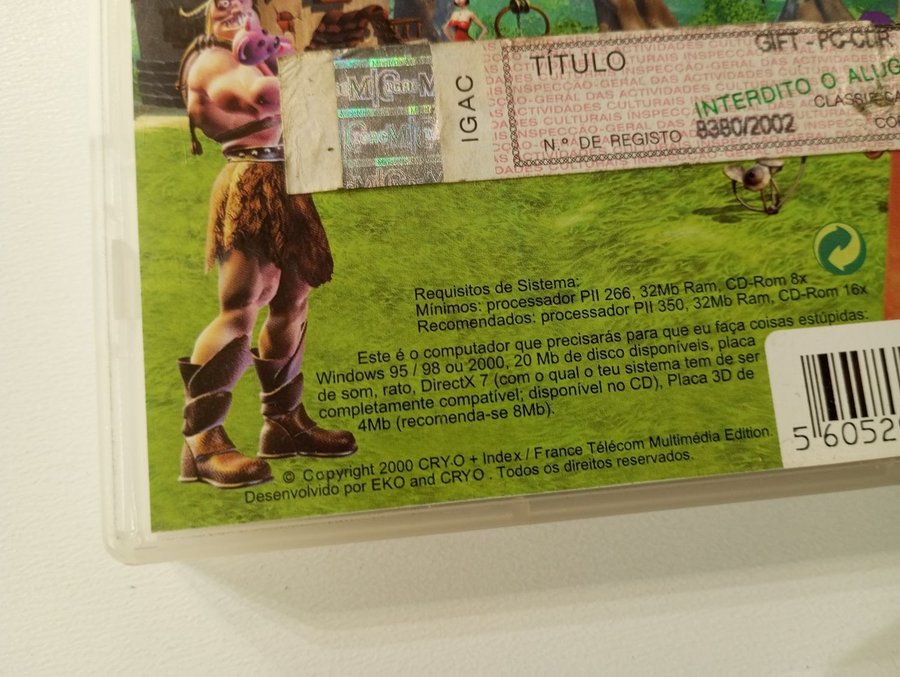 IGAC
TÍTULO
GIFT - PC-CDR
INTERDITO O ALUG
N.º DE REGISTO 8380/2002
Requisitos de Sistema:
Mínimos: processador PII 266, 32Mb Ram, CD-Rom 8x
Recomendados: processador PII 350, 32Mb Ram, CD-Rom 16x
Este é o computador que precisarás para que eu faça coisas estúpidas:
Windows 95 / 98 ou 2000, 20 Mb de disco disponíveis, placa
de som, rato, DirectX 7 (com o qual o teu sistema tem de ser
completamente compatível; disponível no CD), Placa 3D de
4Mb (recomenda-se 8Mb).
© Copyright 2000 CRYO + Index / France Télécom Multimédia Edition.
Desenvolvido por EKO and CRYO . Todos os direitos reservados.
5 60529